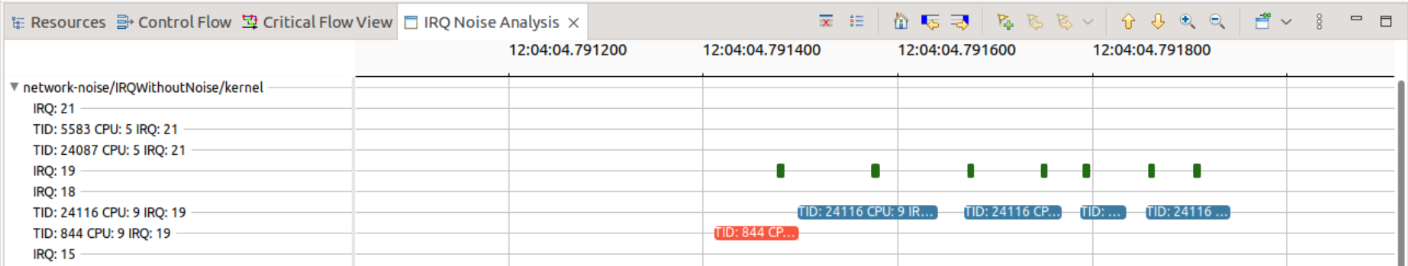 Resources Control Flow Critical Flow View IRQ Noise Analysis
12:04:04.791200 12:04:04.791400 12:04:04.791600 12:04:04.791800
network-noise/IRQWithoutNoise/kernel
IRQ: 21
TID: 5583 CPU: 5 IRQ: 21
TID: 24087 CPU: 5 IRQ: 21
IRQ: 19
IRQ: 18
TID: 24116 CPU: 9 IRQ: 19 TID: 24116 CPU: 9 IR... TID: 24116 CP... TID: ... TID: 24116 ...
TID: 844 CPU: 9 IRQ: 19 TID: 844 CP...
IRQ: 15